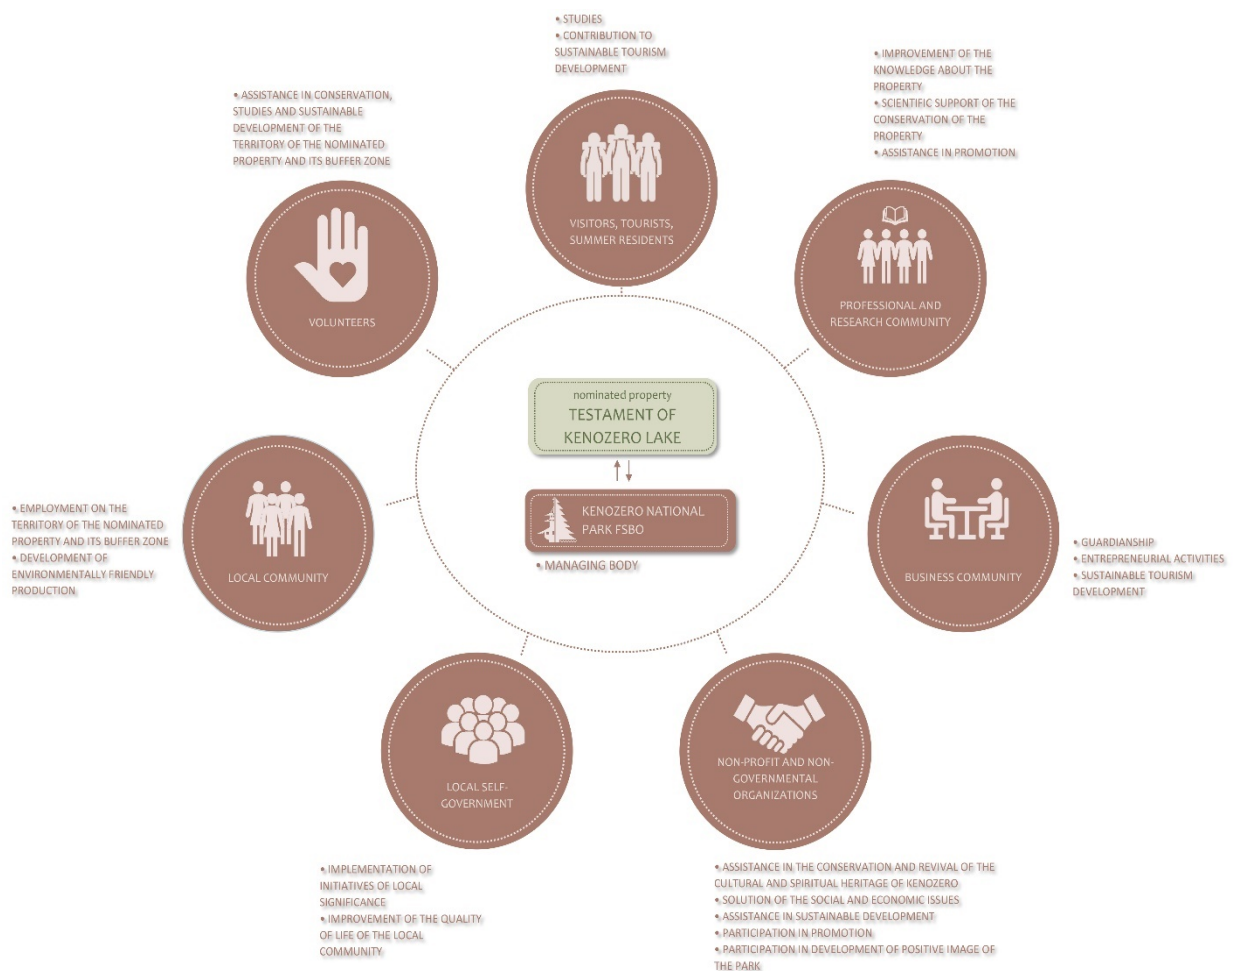 • STUDIES
• CONTRIBUTION TO
SUSTAINABLE TOURISM
DEVELOPMENT
VISITORS, TOURISTS,
SUMMER RESIDENTS
• IMPROVEMENT OF THE
KNOWLEDGE ABOUT THE
PROPERTY
• SCIENTIFIC SUPPORT OF THE
CONSERVATION OF THE
PROPERTY
• ASSISTANCE IN PROMOTION
PROFESSIONAL AND
RESEARCH COMMUNITY
• ASSISTANCE IN CONSERVATION,
STUDIES AND SUSTAINABLE
DEVELOPMENT OF THE
TERRITORY OF THE NOMINATED
PROPERTY AND ITS BUFFER ZONE
VOLUNTEERS
nominated property
TESTAMENT OF
KENOZERO LAKE
KENOZERO NATIONAL
PARK FSBO
• MANAGING BODY
• EMPLOYMENT ON THE
TERRITORY OF THE NOMINATED
PROPERTY AND ITS BUFFER ZONE
• DEVELOPMENT OF
ENVIRONMENTALLY FRIENDLY
PRODUCTION
LOCAL COMMUNITY
BUSINESS COMMUNITY
• GUARDIANSHIP
• ENTREPRENEURIAL ACTIVITIES
• SUSTAINABLE TOURISM
DEVELOPMENT
LOCAL SELF-
GOVERNMENT
• IMPLEMENTATION OF
INITIATIVES OF LOCAL
SIGNIFICANCE
• IMPROVEMENT OF THE QUALITY
OF LIFE OF THE LOCAL
COMMUNITY
NON-PROFIT AND NON-
GOVERNMENTAL
ORGANIZATIONS
• ASSISTANCE IN THE CONSERVATION AND REVIVAL OF THE
CULTURAL AND SPIRITUAL HERITAGE OF KENOZERO
• SOLUTION OF THE SOCIAL AND ECONOMIC ISSUES
• ASSISTANCE IN SUSTAINABLE DEVELOPMENT
• PARTICIPATION IN PROMOTION
• PARTICIPATION IN DEVELOPMENT OF POSITIVE IMAGE OF
THE PARK